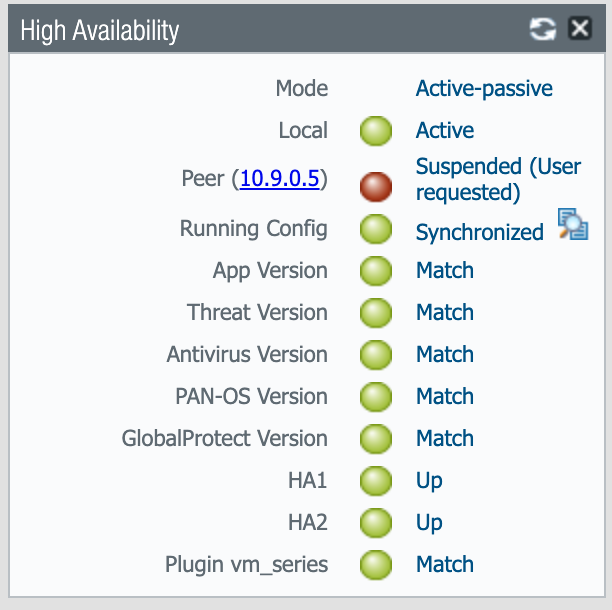 High Availability
Mode Active-passive
Local Active
Peer (10.9.0.5) Suspended (User
requested)
Running Config Synchronized
App Version Match
Threat Version Match
Antivirus Version Match
PAN-OS Version Match
GlobalProtect Version Match
HA1 Up
HA2 Up
Plugin vm_series Match